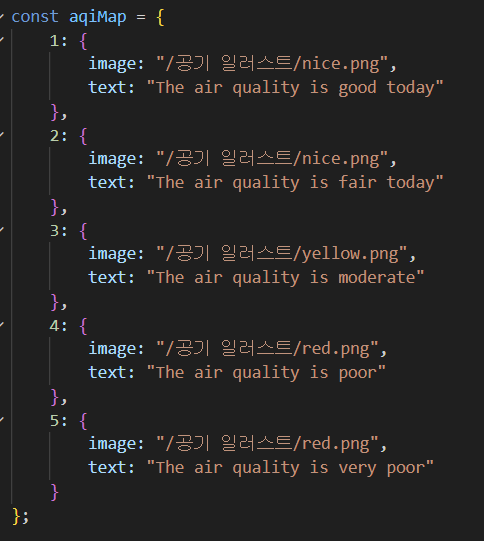 const aqiMap = {
1: {
image: "/공기 일러스트/nice.png",
text: "The air quality is good today"
},
2: {
image: "/공기 일러스트/nice.png",
text: "The air quality is fair today"
},
3: {
image: "/공기 일러스트/yellow.png",
text: "The air quality is moderate"
},
4: {
image: "/공기 일러스트/red.png",
text: "The air quality is poor"
},
5: {
image: "/공기 일러스트/red.png",
text: "The air quality is very poor"
}
};